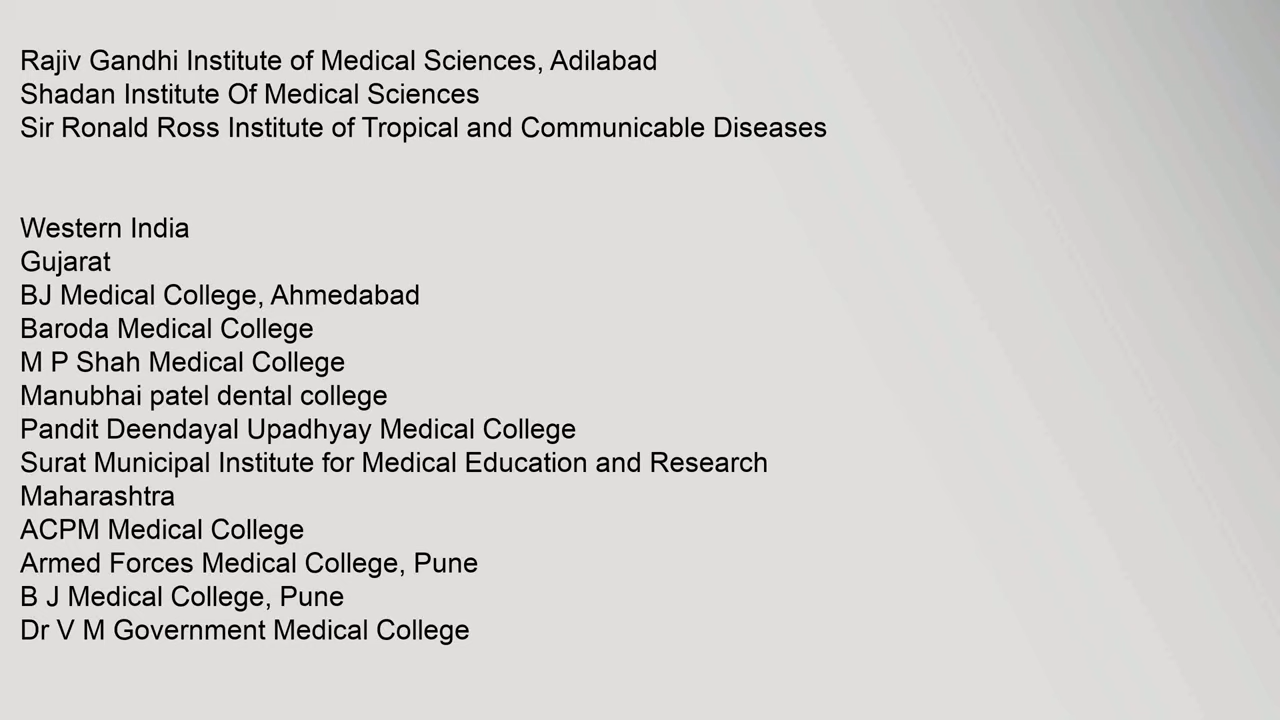 Rajiv Gandhi Institute of Medical Sciences, Adilabad
Shadan Institute Of Medical Sciences
Sir Ronald Ross Institute of Tropical and Communicable Diseases
Western India
Gujarat
BJ Medical College, Ahmedabad
Baroda Medical College
M P Shah Medical College
Manubhai patel dental college
Pandit Deendayal Upadhyay Medical College
Surat Municipal Institute for Medical Education and Research
Maharashtra
ACPM Medical College
Armed Forces Medical College, Pune
B J Medical College, Pune
Dr V M Government Medical College